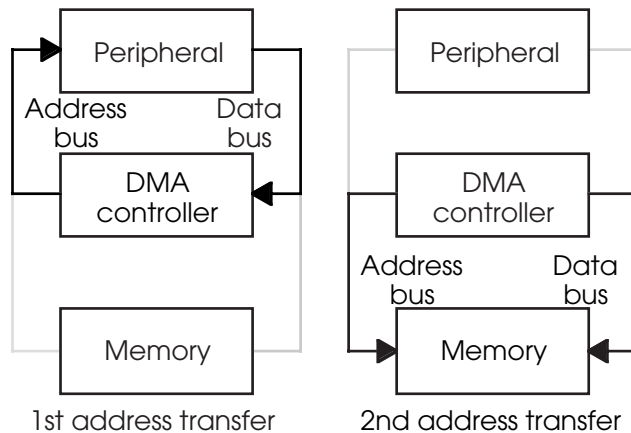 Peripheral
Address
bus
Data
bus
DMA
controller
Memory
1st address transfer
Peripheral
DMA
controller
Address
bus
Data
bus
Memory
2nd address transfer